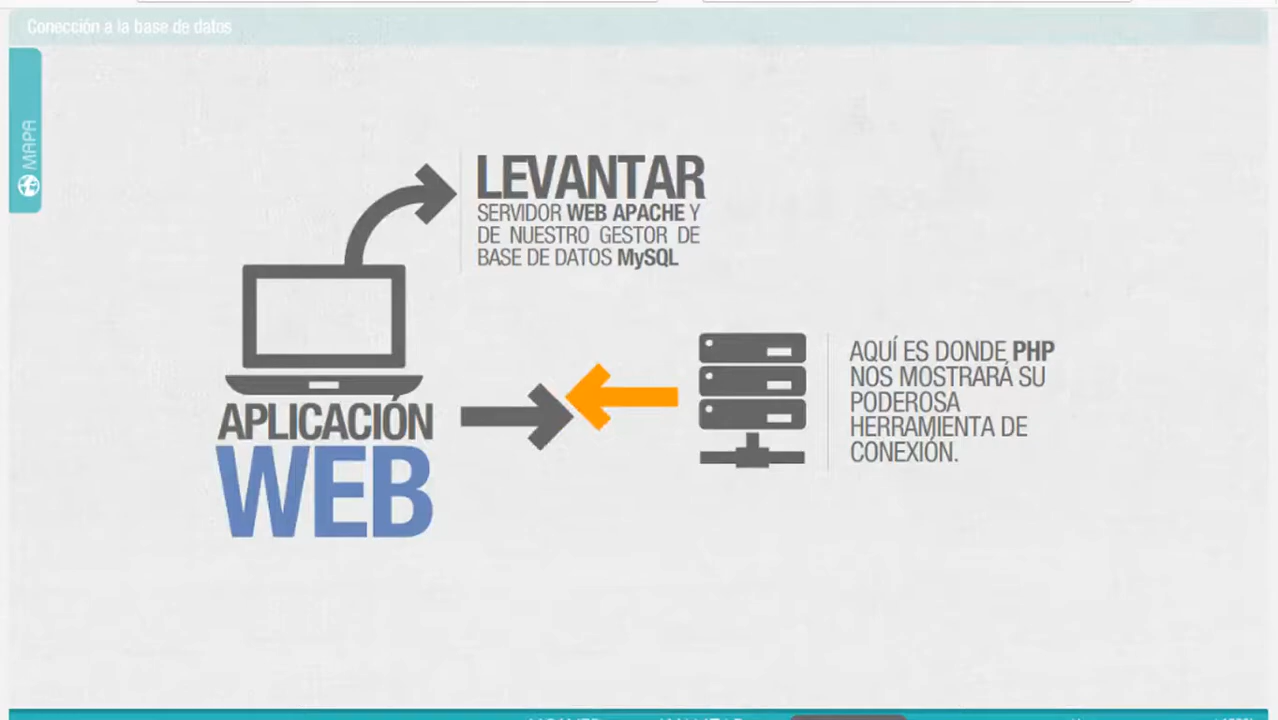 Conección a la base de datos
MAPA
LEVANTAR
SERVIDOR WEB APACHE Y
DE NUESTRO GESTOR DE
BASE DE DATOS MySQL
APLICACIÓN
WEB
AQUÍ ES DONDE PHP
NOS MOSTRARÁ SU
PODEROSA
HERRAMIENTA DE
CONEXIÓN.